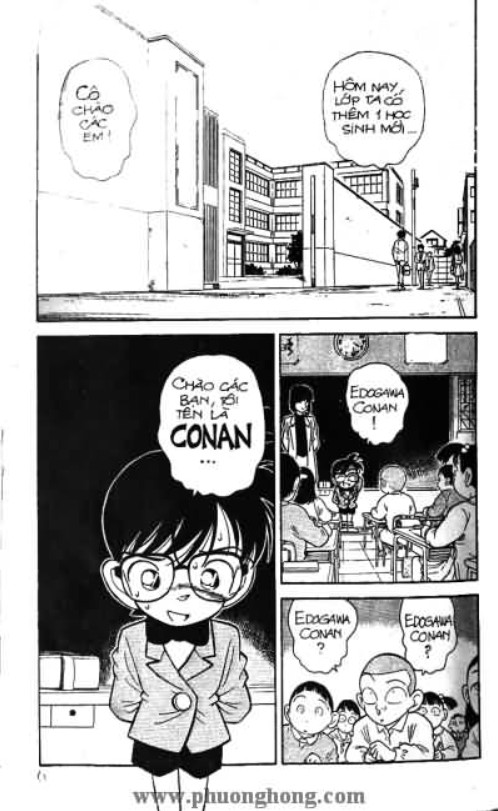 CÔ
CHÀO
CÁC
EM!
HÔM NAY,
LỚP TA CÓ
THÊM 1 HỌC
SINH MỚI...
CHÀO CÁC
BẠN, TÔI
TÊN LÀ
CONAN
...
EDOGAWA
CONAN
!
EDOGAWA
CONAN
?
EDOGAWA
CONAN
?
www.phuonghong.com